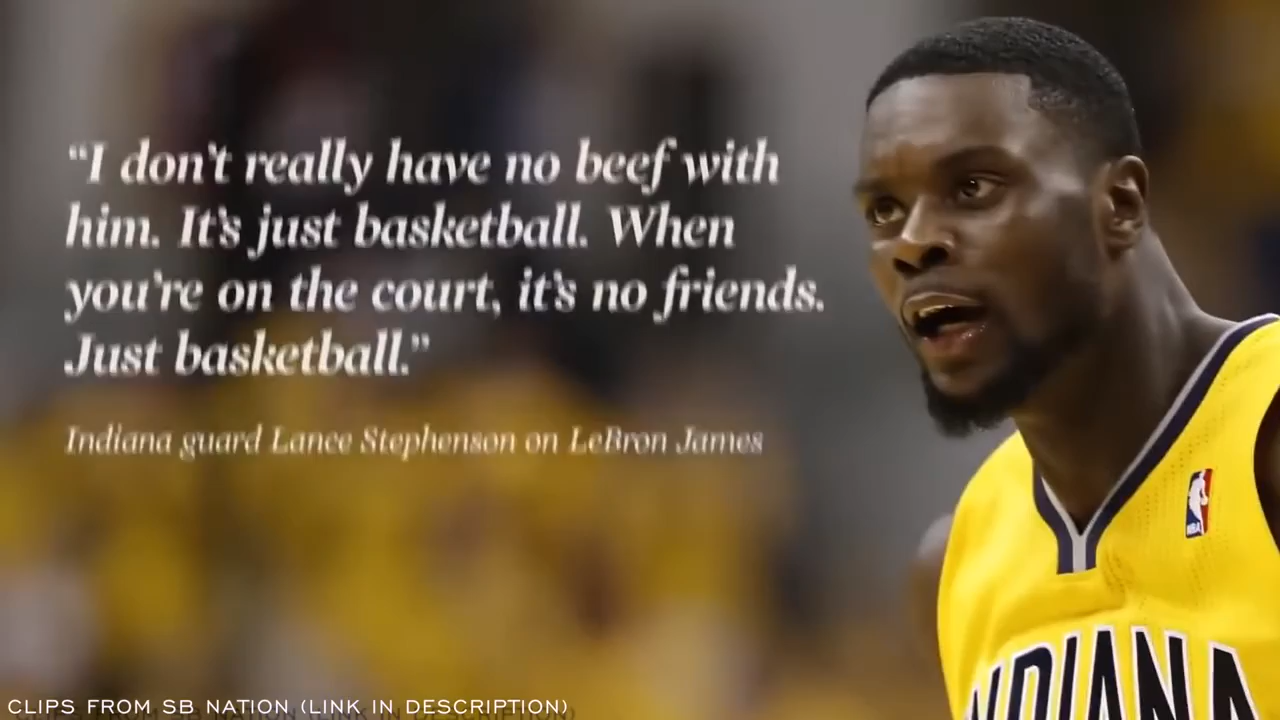 “I don’t really have no beef with
him. It’s just basketball. When
you’re on the court, it’s no friends.
Just basketball.”
Indiana guard Lance Stephenson on LeBron James
NBA
INDIANA
CLIPS FROM SB NATION (LINK IN DESCRIPTION)